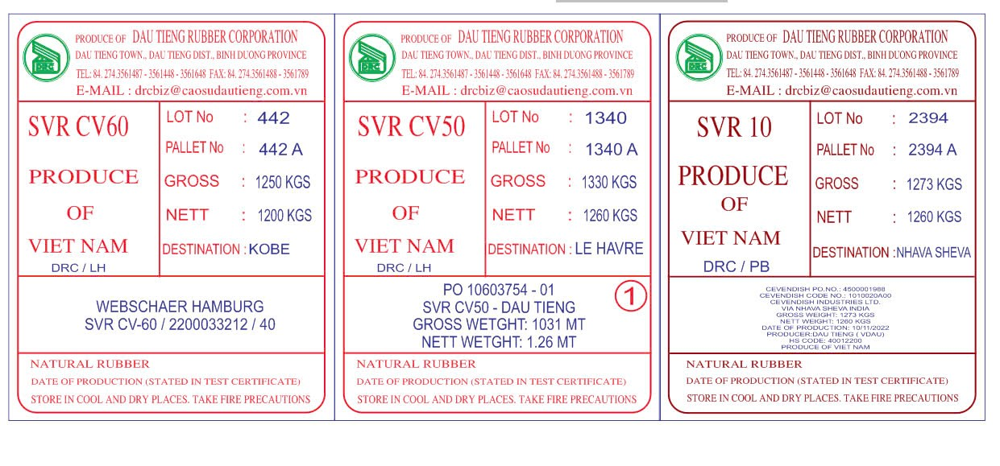 DRC
PRODUCE OF DAU TIENG RUBBER CORPORATION
DAU TIENG TOWN., DAU TIENG DIST., BINH DUONG PROVINCE
TEL: 84. 274.3561487 - 3561448 - 3561648 FAX: 84. 274.3561488 - 3561789
E-MAIL : drcbiz@caosudautieng.com.vn
SVR CV60
PRODUCE
OF
VIET NAM
DRC / LH
LOT No : 442
PALLET No : 442 A
GROSS : 1250 KGS
NETT : 1200 KGS
DESTINATION : KOBE
WEBSCHAER HAMBURG
SVR CV-60 / 2200033212 / 40
NATURAL RUBBER
DATE OF PRODUCTION (STATED IN TEST CERTIFICATE)
STORE IN COOL AND DRY PLACES. TAKE FIRE PRECAUTIONS
DRC
PRODUCE OF DAU TIENG RUBBER CORPORATION
DAU TIENG TOWN., DAU TIENG DIST., BINH DUONG PROVINCE
TEL: 84. 274.3561487 - 3561448 - 3561648 FAX: 84. 274.3561488 - 3561789
E-MAIL : drcbiz@caosudautieng.com.vn
SVR CV50
PRODUCE
OF
VIET NAM
DRC / LH
LOT No : 1340
PALLET No : 1340 A
GROSS : 1330 KGS
NETT : 1260 KGS
DESTINATION : LE HAVRE
PO 10603754 - 01
SVR CV50 - DAU TIENG
GROSS WETGHT: 1031 MT
NETT WETGHT: 1.26 MT
1
NATURAL RUBBER
DATE OF PRODUCTION (STATED IN TEST CERTIFICATE)
STORE IN COOL AND DRY PLACES. TAKE FIRE PRECAUTIONS
DRC
PRODUCE OF DAU TIENG RUBBER CORPORATION
DAU TIENG TOWN., DAU TIENG DIST., BINH DUONG PROVINCE
TEL: 84. 274.3561487 - 3561448 - 3561648 FAX: 84. 274.3561488 - 3561789
E-MAIL : drcbiz@caosudautieng.com.vn
SVR 10
PRODUCE
OF
VIET NAM
DRC / PB
LOT No : 2394
PALLET No : 2394 A
GROSS : 1273 KGS
NETT : 1260 KGS
DESTINATION : NHAVA SHEVA
CEVENDISH PO.NO.: 4500001988
CEVENDISH CODE NO.: 1010020A00
CEVENDISH INDUSTRIES LTD.
VIA NHAVA SHEVA INDIA
GROSS WEIGHT: 1273 KGS
NETT WEIGHT: 1260 KGS
DATE OF PRODUCTION: 10/11/2022
PRODUCER:DAU TIENG ( VDAU)
HS CODE: 40012200
PRODUCE OF VIET NAM
NATURAL RUBBER
DATE OF PRODUCTION (STATED IN TEST CERTIFICATE)
STORE IN COOL AND DRY PLACES. TAKE FIRE PRECAUTIONS